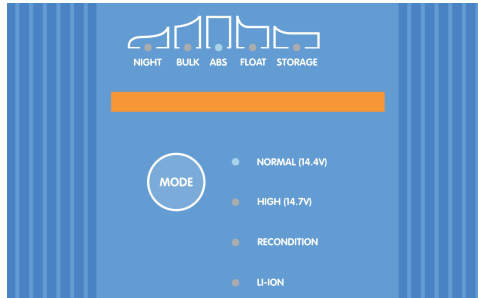 NIGHT BULK ABS FLOAT STORAGE
NORMAL (14.4V)
MODE
HIGH (14.7V)
RECONDITION
LI-ION